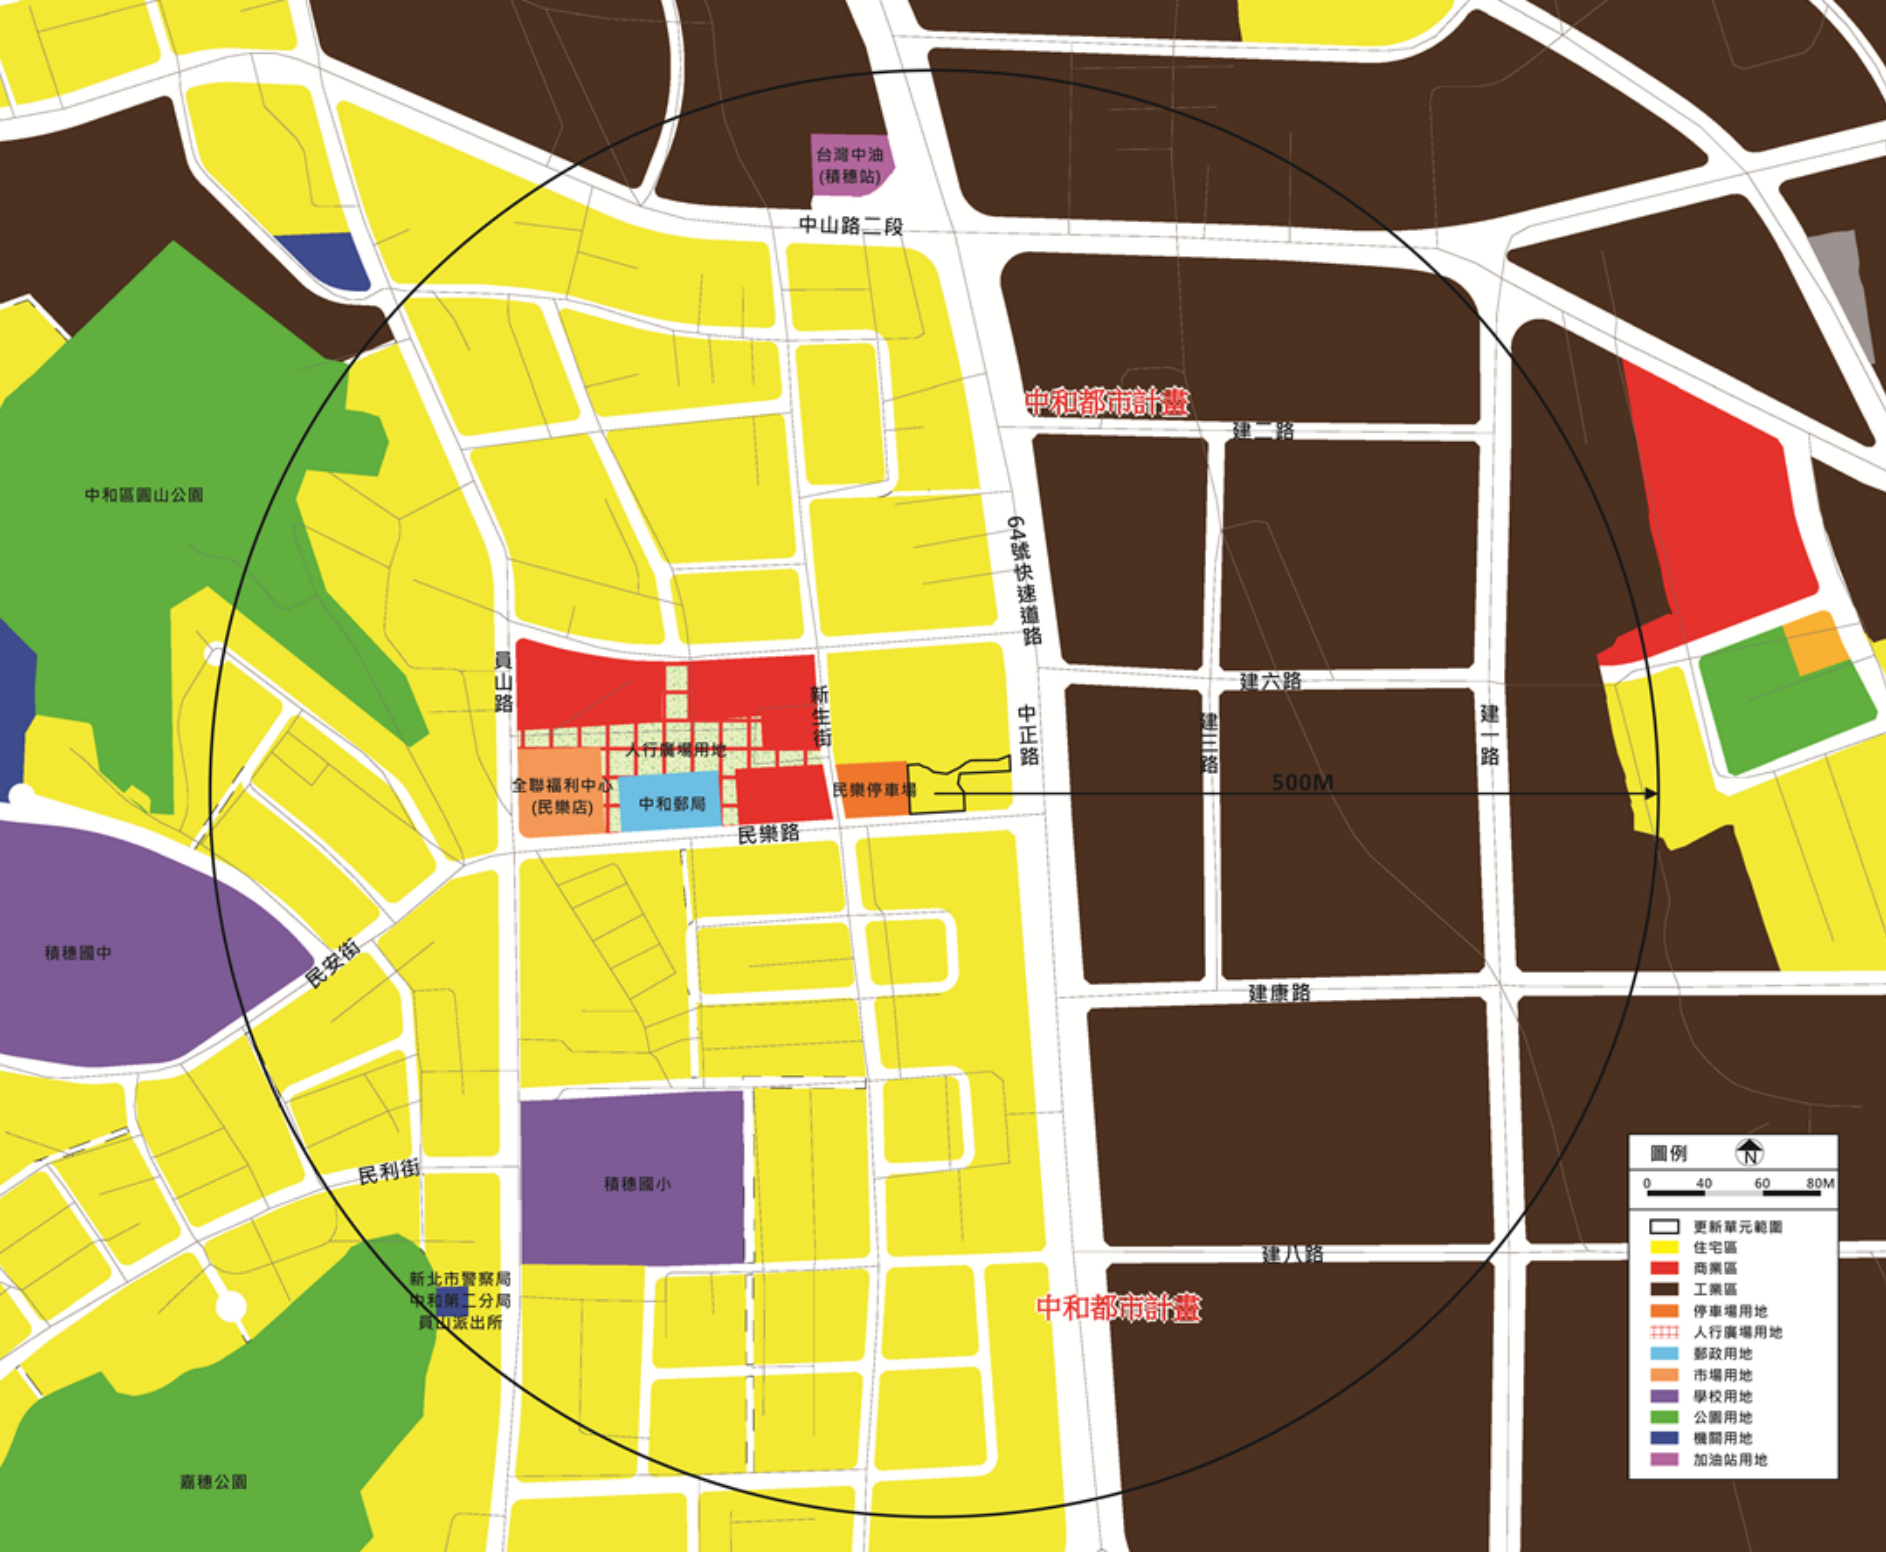 台灣中油
(積穗站)
中山路二段
中和都市計畫
建二路
中和區圓山公園
64號快速道路
員山路
新生街
中正路
建六路
建三路
建一路
人行廣場用地
全聯福利中心
(民樂店)
中和郵局
民樂停車場
500M
民樂路
積穗國中
民安街
建康路
民利街
積穗國小
建八路
新北市警察局
中和第二分局
員山派出所
中和都市計畫
嘉穗公園
圖例
N
0 40 60 80M
更新單元範圍
住宅區
商業區
工業區
停車場用地
人行廣場用地
郵政用地
市場用地
學校用地
公園用地
機關用地
加油站用地